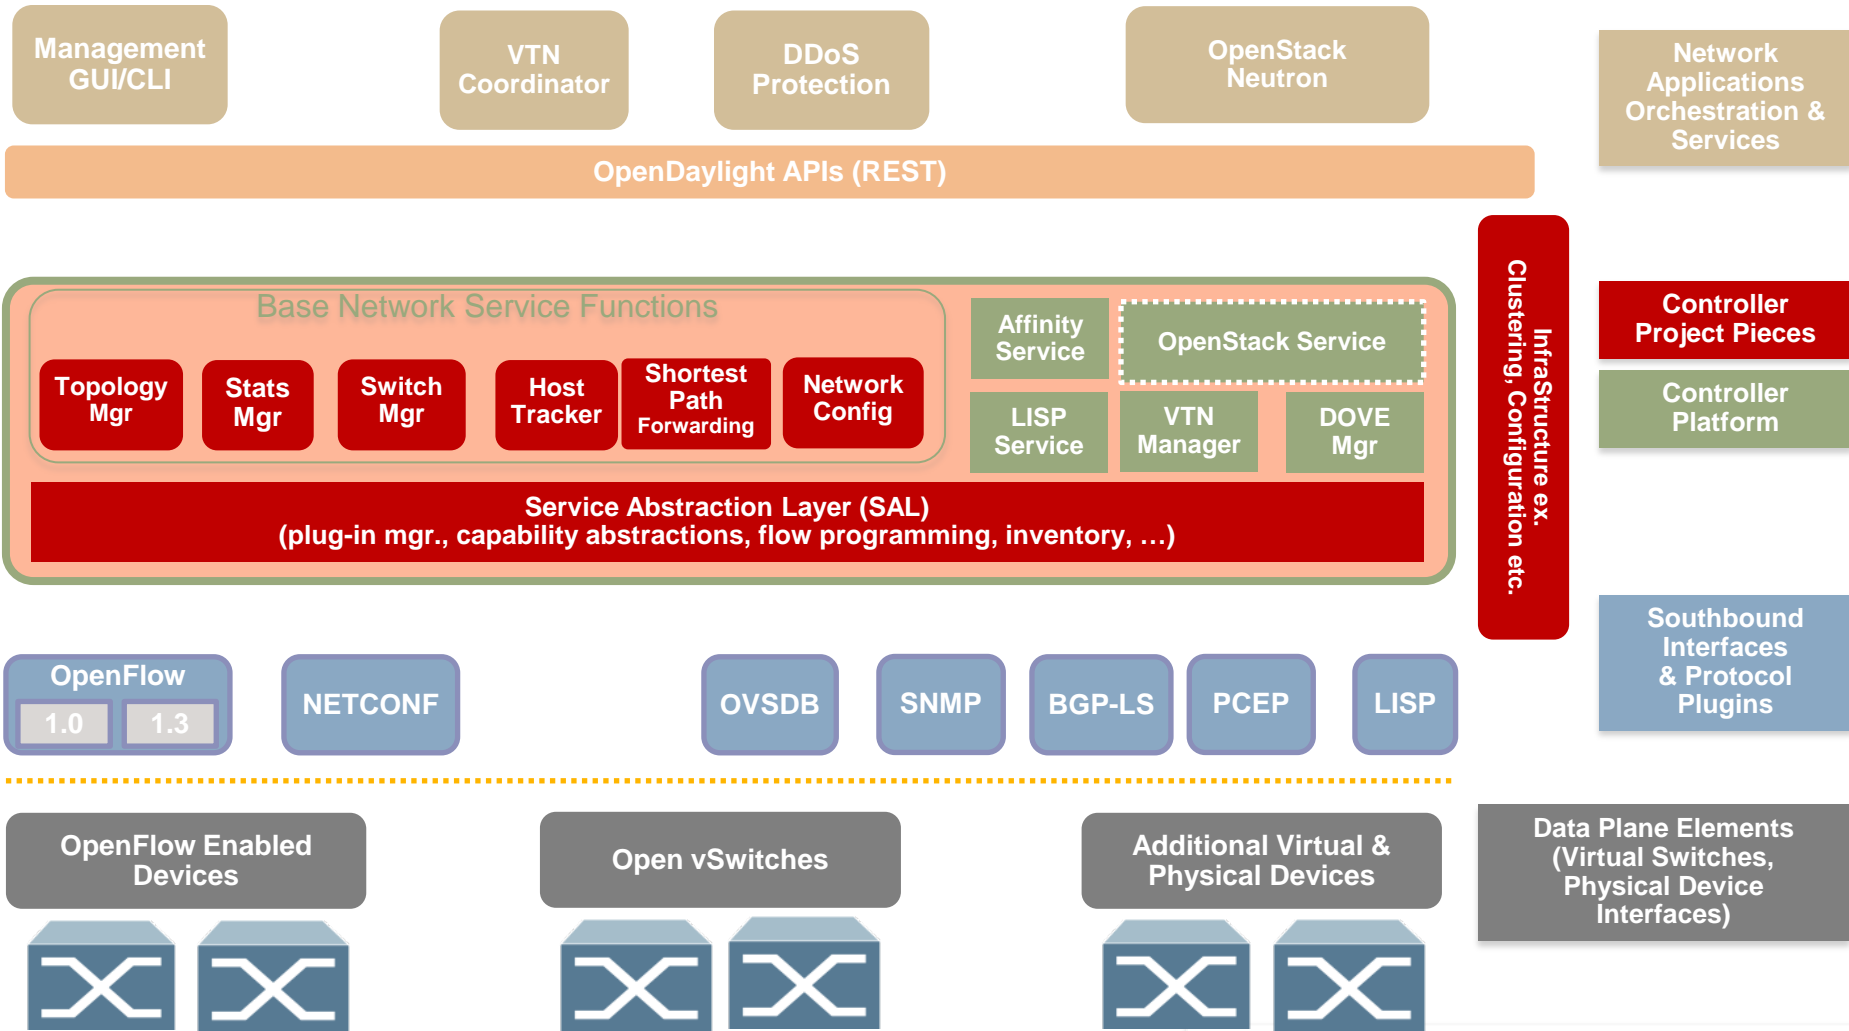 Management
GUI/CLI
VTN
Coordinator
DDoS
Protection
OpenStack
Neutron
Network
Applications
Orchestration &
Services
OpenDaylight APIs (REST)
Base Network Service Functions
Topology
Mgr
Stats
Mgr
Switch
Mgr
Host
Tracker
Shortest
Path
Forwarding
Network
Config
Affinity
Service
OpenStack Service
LISP
Service
VTN
Manager
DOVE
Mgr
Service Abstraction Layer (SAL)
(plug-in mgr., capability abstractions, flow programming, inventory, …)
InfraStructure ex.
Clustering, Configuration etc.
Controller
Project Pieces
Controller
Platform
OpenFlow
1.0
1.3
NETCONF
OVSDB
SNMP
BGP-LS
PCEP
LISP
Southbound
Interfaces
& Protocol
Plugins
OpenFlow Enabled
Devices
Open vSwitches
Additional Virtual &
Physical Devices
Data Plane Elements
(Virtual Switches,
Physical Device
Interfaces)